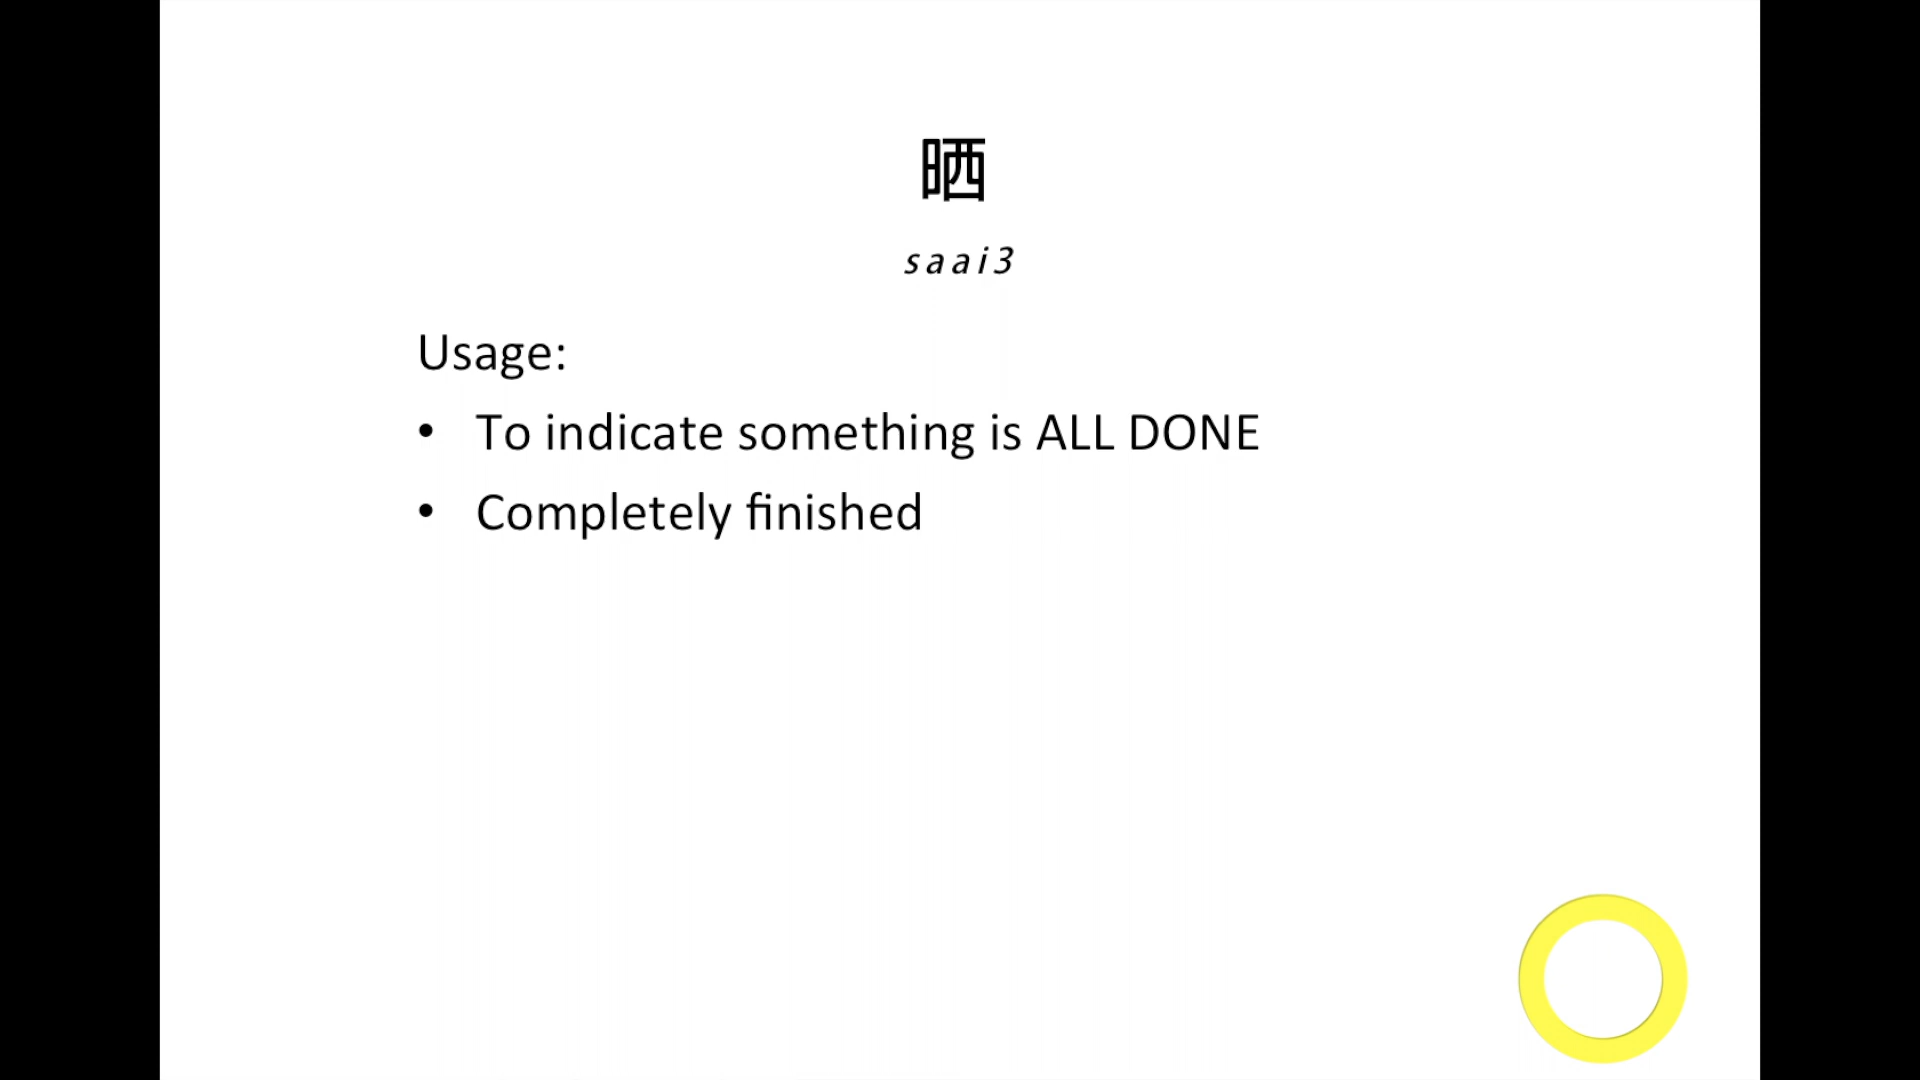 晒
saai3
Usage:
• To indicate something is ALL DONE
• Completely finished